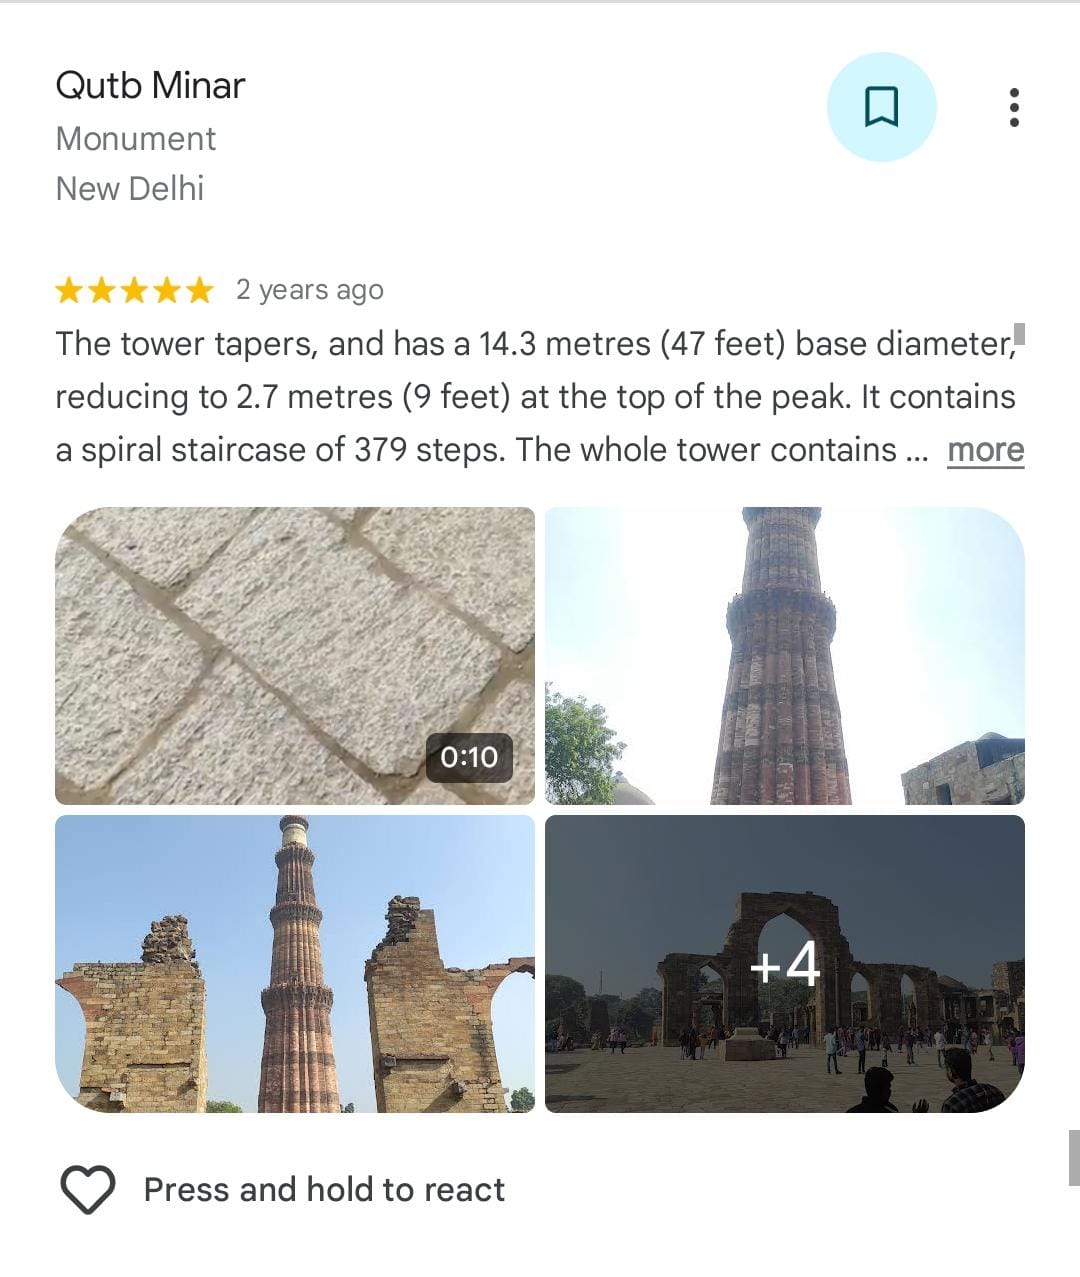 Qutb Minar
Monument
New Delhi
2 years ago
The tower tapers, and has a 14.3 metres (47 feet) base diameter,
reducing to 2.7 metres (9 feet) at the top of the peak. It contains
a spiral staircase of 379 steps. The whole tower contains ... more
0:10
+4
Press and hold to react